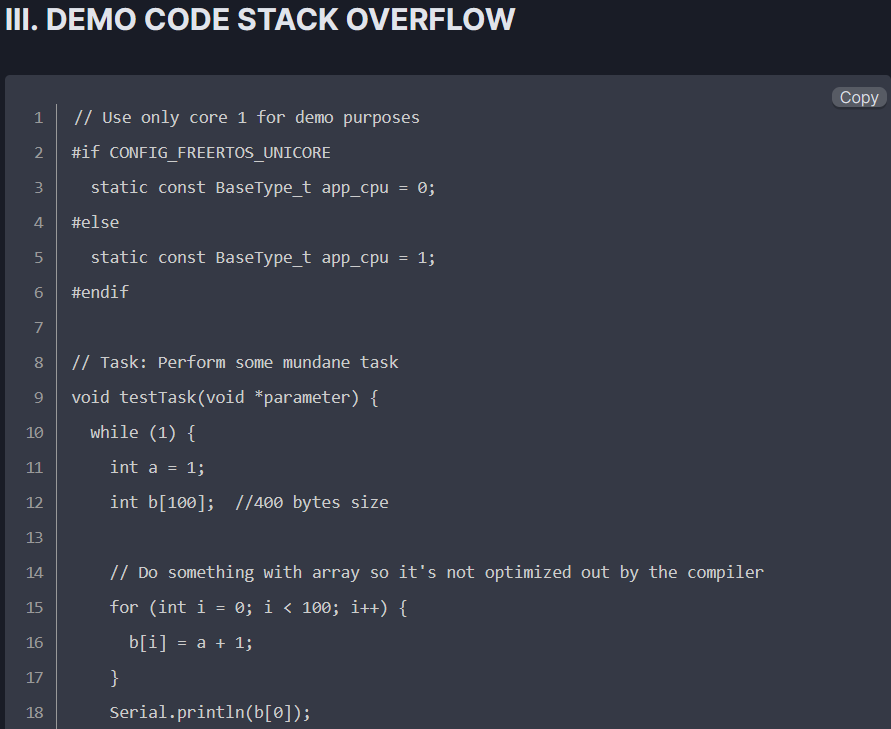 III. DEMO CODE STACK OVERFLOW
Copy
1 // Use only core 1 for demo purposes
2 #if CONFIG_FREERTOS_UNICORE
3 static const BaseType_t app_cpu = 0;
4 #else
5 static const BaseType_t app_cpu = 1;
6 #endif
7
8 // Task: Perform some mundane task
9 void testTask(void *parameter) {
10 while (1) {
11 int a = 1;
12 int b[100]; //400 bytes size
13
14 // Do something with array so it's not optimized out by the compiler
15 for (int i = 0; i < 100; i++) {
16 b[i] = a + 1;
17 }
18 Serial.println(b[0]);